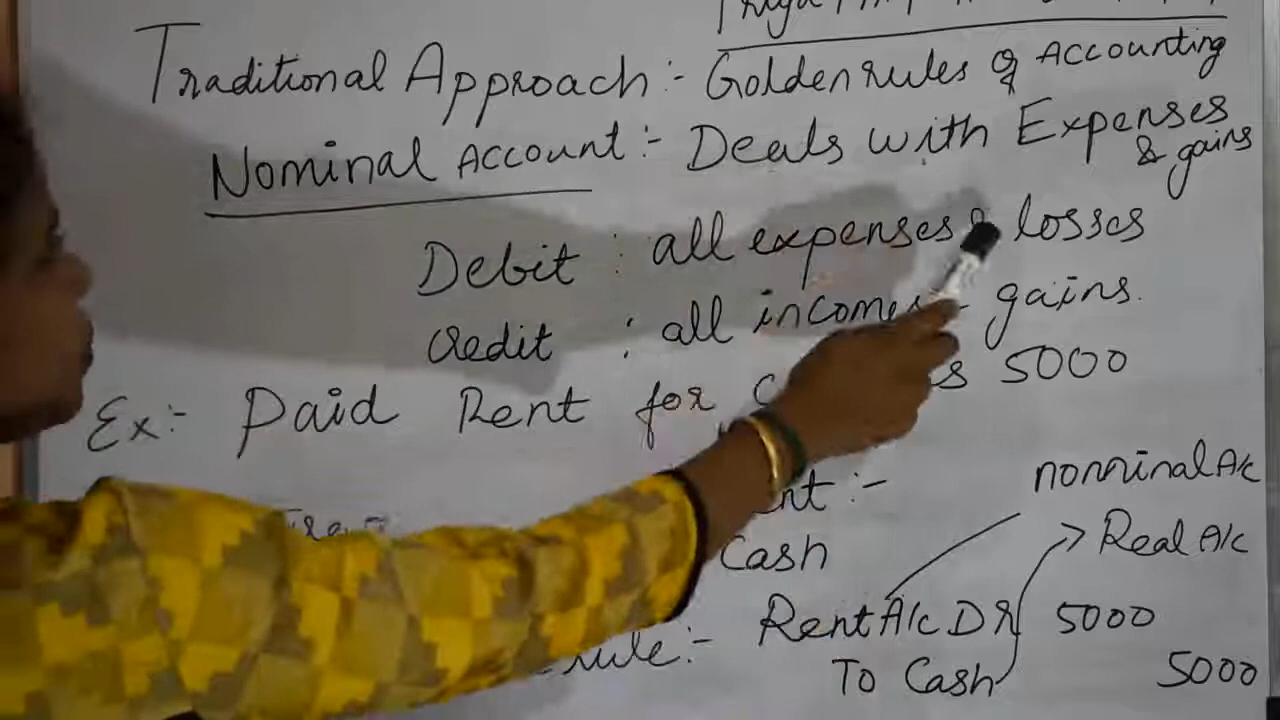 Traditional Approach :- Golden rules of Accounting
Nominal Account :- Deals with Expenses
& gains
Debit : all expenses & losses
Credit : all incomes gains.
Ex:- Paid Rent for 5000
nominal A/c
Cash
Real A/c
rule:- Rent A/c DR 5000
To Cash 5000